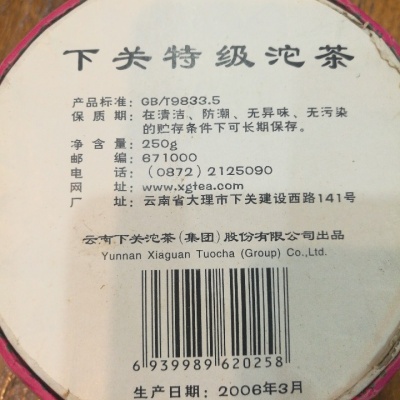 下关特级沱茶
产品标准: GB/T9833.5
保质期: 在清洁、防潮、无异味、无污染
的贮存条件下可长期保存。
净含量: 250g
邮编: 671000
电话: (0872) 2125090
网址: www.xgtea.com
厂址: 云南省大理市下关建设西路141号
云南下关沱茶(集团)股份有限公司出品
Yunnan Xiaguan Tuocha (Group) Co.,Ltd.
6 939989 620258
生产日期: 2006年3月